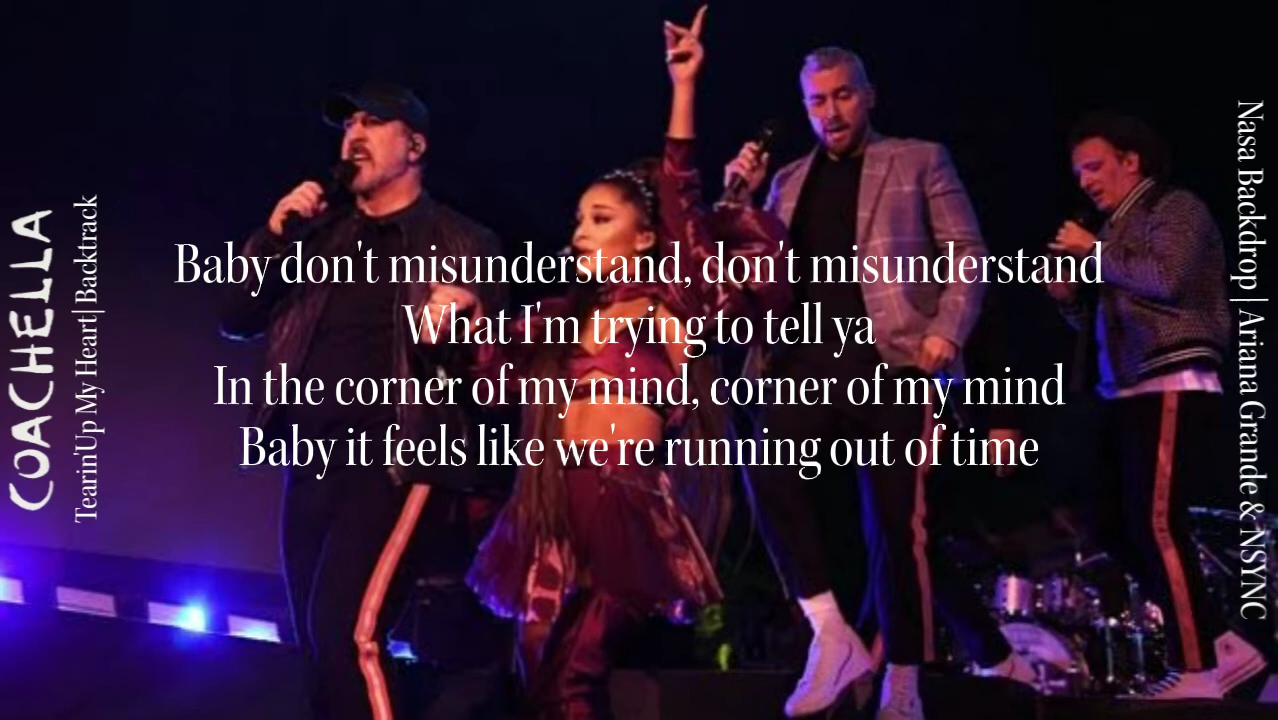 COACHELLA
Tearin'Up My Heart|Backtrack
Baby don't misunderstand, don't misunderstand
What I'm trying to tell ya
In the corner of my mind, corner of my mind
Baby it feels like we're running out of time
Nasa Backdrop | Ariana Grande & NSYNC